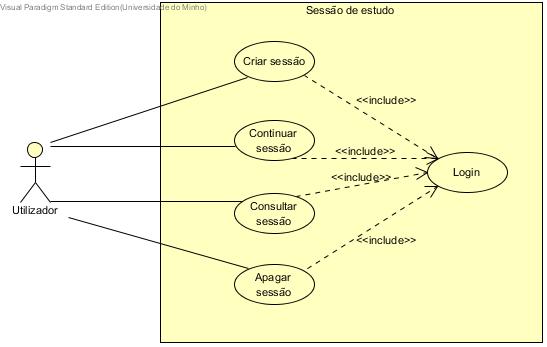 Visual Paradigm Standard Edition(Universidade do Minho)
Sessão de estudo
Criar sessão
<<include>>
Continuar
sessão
<<include>>
Login
<<include>>
Utilizador
Consultar
sessão
<<include>>
Apagar
sessão